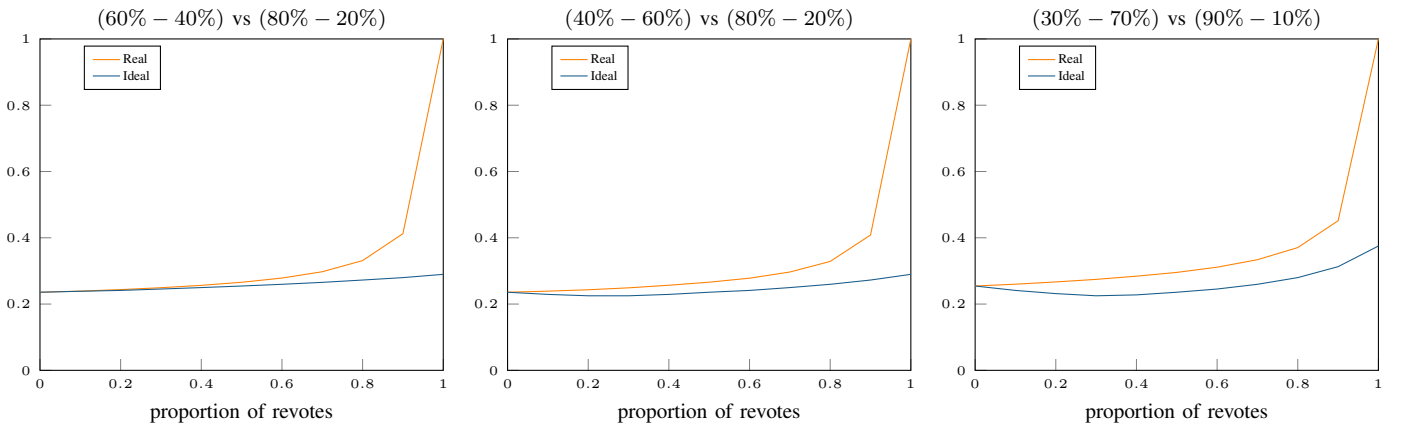 (60% − 40%) vs (80% − 20%)
1
0.8
0.6
0.4
0.2
0
Real
Ideal
0 0.2 0.4 0.6 0.8 1
proportion of revotes
(40% − 60%) vs (80% − 20%)
1
0.8
0.6
0.4
0.2
0
Real
Ideal
0 0.2 0.4 0.6 0.8 1
proportion of revotes
(30% − 70%) vs (90% − 10%)
1
0.8
0.6
0.4
0.2
0
Real
Ideal
0 0.2 0.4 0.6 0.8 1
proportion of revotes